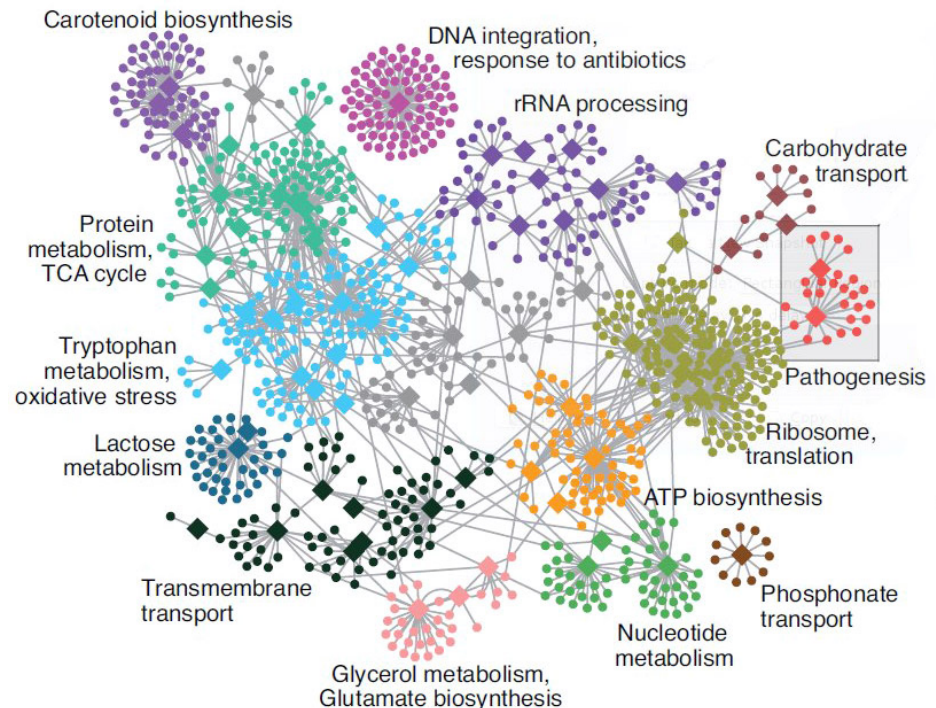 Carotenoid biosynthesis
DNA integration,
response to antibiotics
rRNA processing
Carbohydrate
transport
Protein
metabolism,
TCA cycle
Tryptophan
metabolism,
oxidative stress
Pathogenesis
Lactose
metabolism
Ribosome,
translation
ATP biosynthesis
Transmembrane
transport
Phosphonate
transport
Nucleotide
metabolism
Glycerol metabolism,
Glutamate biosynthesis